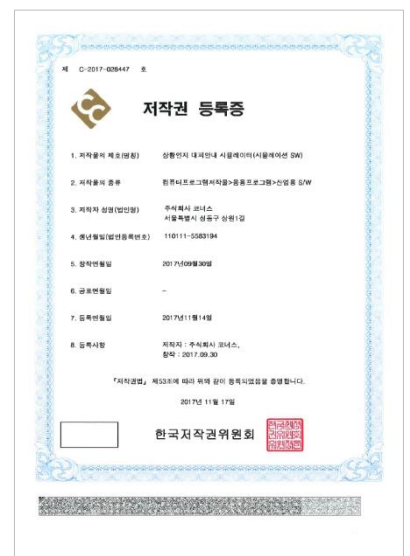 제 C-2017-028447 호
저작권 등록증
1. 저작물의 제호(명칭) 상황인지 대피안내 시뮬레이터(시뮬레이션 SW)
2. 저작물의 종류 컴퓨터프로그램저작물>응용프로그램>산업용 S/W
3. 저작자 성명(법인명) 주식회사 코너스
서울특별시 성동구 상원1길
4. 생년월일(법인등록번호) 110111-5583194
5. 창작연월일 2017년09월30일
6. 공표연월일 -
7. 등록연월일 2017년11월14일
8. 등록사항 저작자 : 주식회사 코너스,
창작 : 2017.09.30
『저작권법』 제53조에 따라 위와 같이 등록되었음을 증명합니다.
2017년 11월 17일
한국저작권위원회